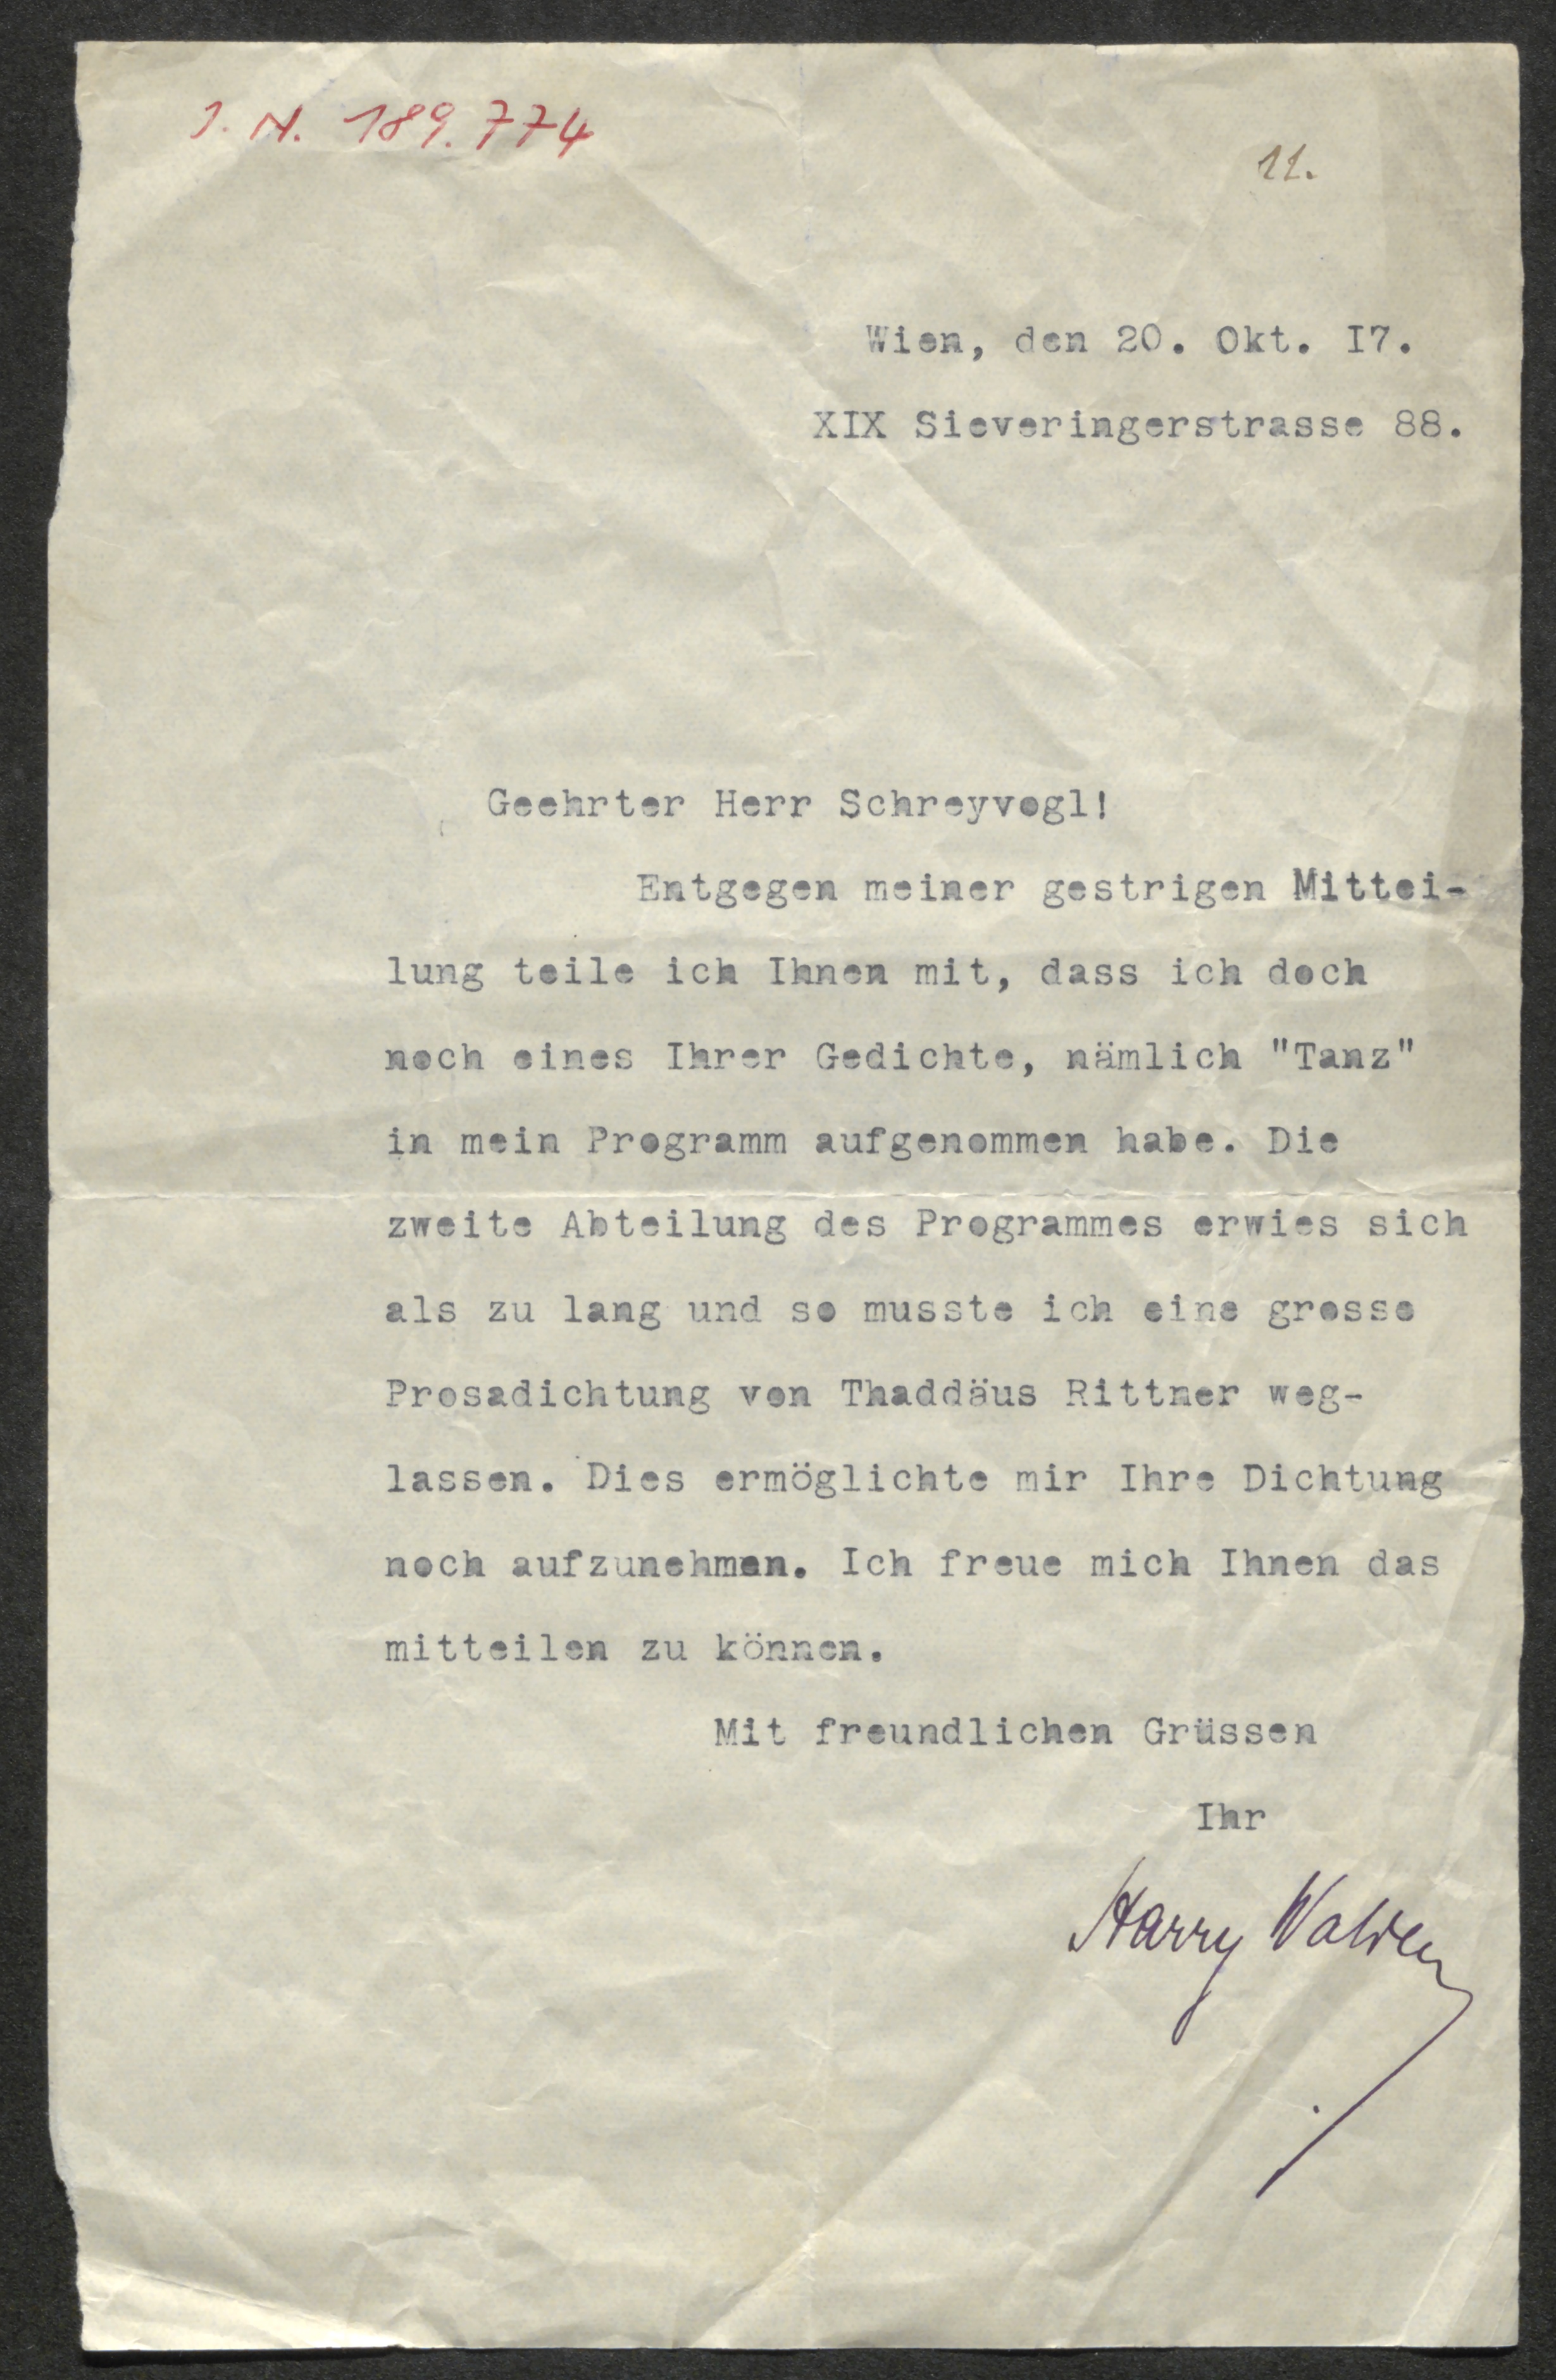 J. N. 189.774
11.
Wien, den 20. Okt. I7.
XIX Sieveringerstrasse 88.
Geehrter Herr Schreyvogl!
Entgegen meiner gestrigen Mittei-
lung teile ich Ihnen mit, dass ich doch
noch eines Ihrer Gedichte, nämlich "Tanz"
in mein Programm aufgenommen habe. Die
zweite Abteilung des Programmes erwies sich
als zu lang und so musste ich eine grosse
Prosadichtung von Thaddäus Rittner weg-
lassen. Dies ermöglichte mir Ihre Dichtung
noch aufzunehmen. Ich freue mich Ihnen das
mitteilen zu können.
Mit freundlichen Grüssen
Ihr
Harry Walden